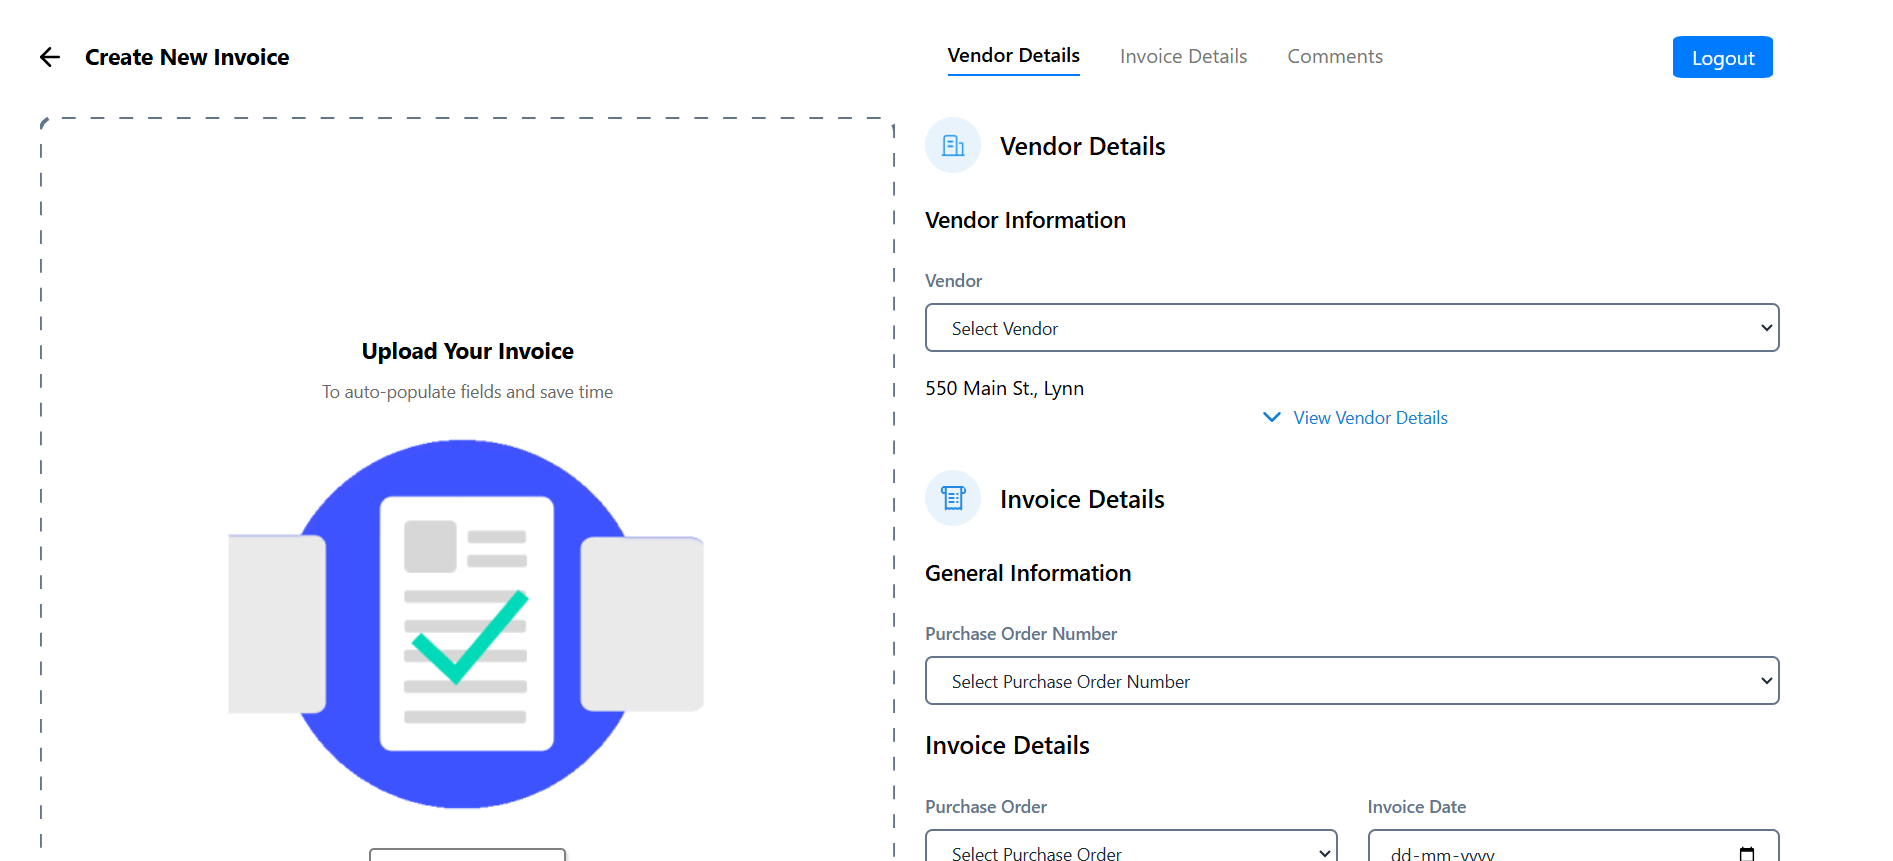 Create New Invoice
Vendor Details
Invoice Details
Comments
Logout
Upload Your Invoice
To auto-populate fields and save time
Vendor Details
Vendor Information
Vendor
Select Vendor
550 Main St., Lynn
View Vendor Details
Invoice Details
General Information
Purchase Order Number
Select Purchase Order Number
Invoice Details
Purchase Order
Invoice Date
Select Purchase Order
dd-mm-yyyy